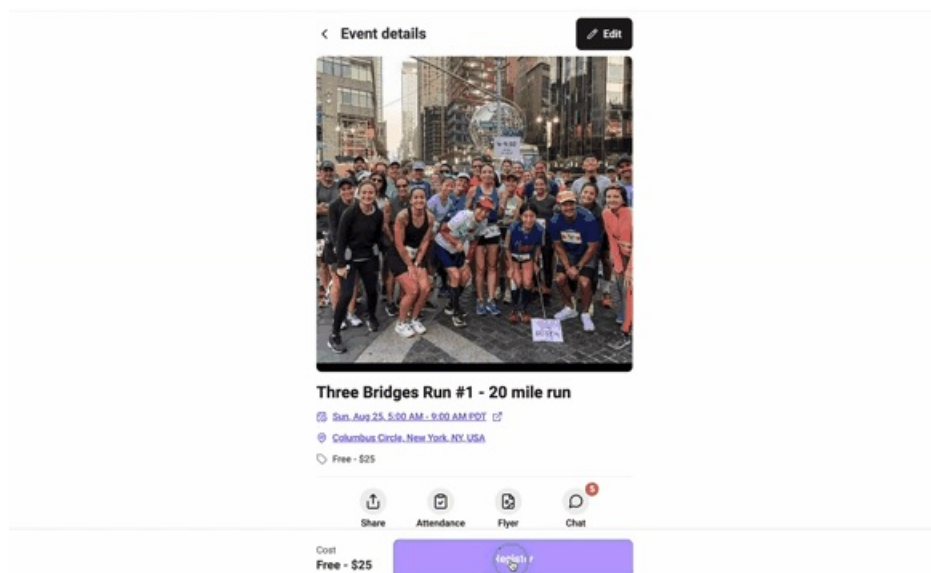 Event details
Edit
Three Bridges Run #1 - 20 mile run
Sun, Aug 25, 5:00 AM - 9:00 AM PDT
Columbus Circle, New York, NY, USA
Free - $25
Share
Attendance
Flyer
5
Chat
Cost
Free - $25
Register